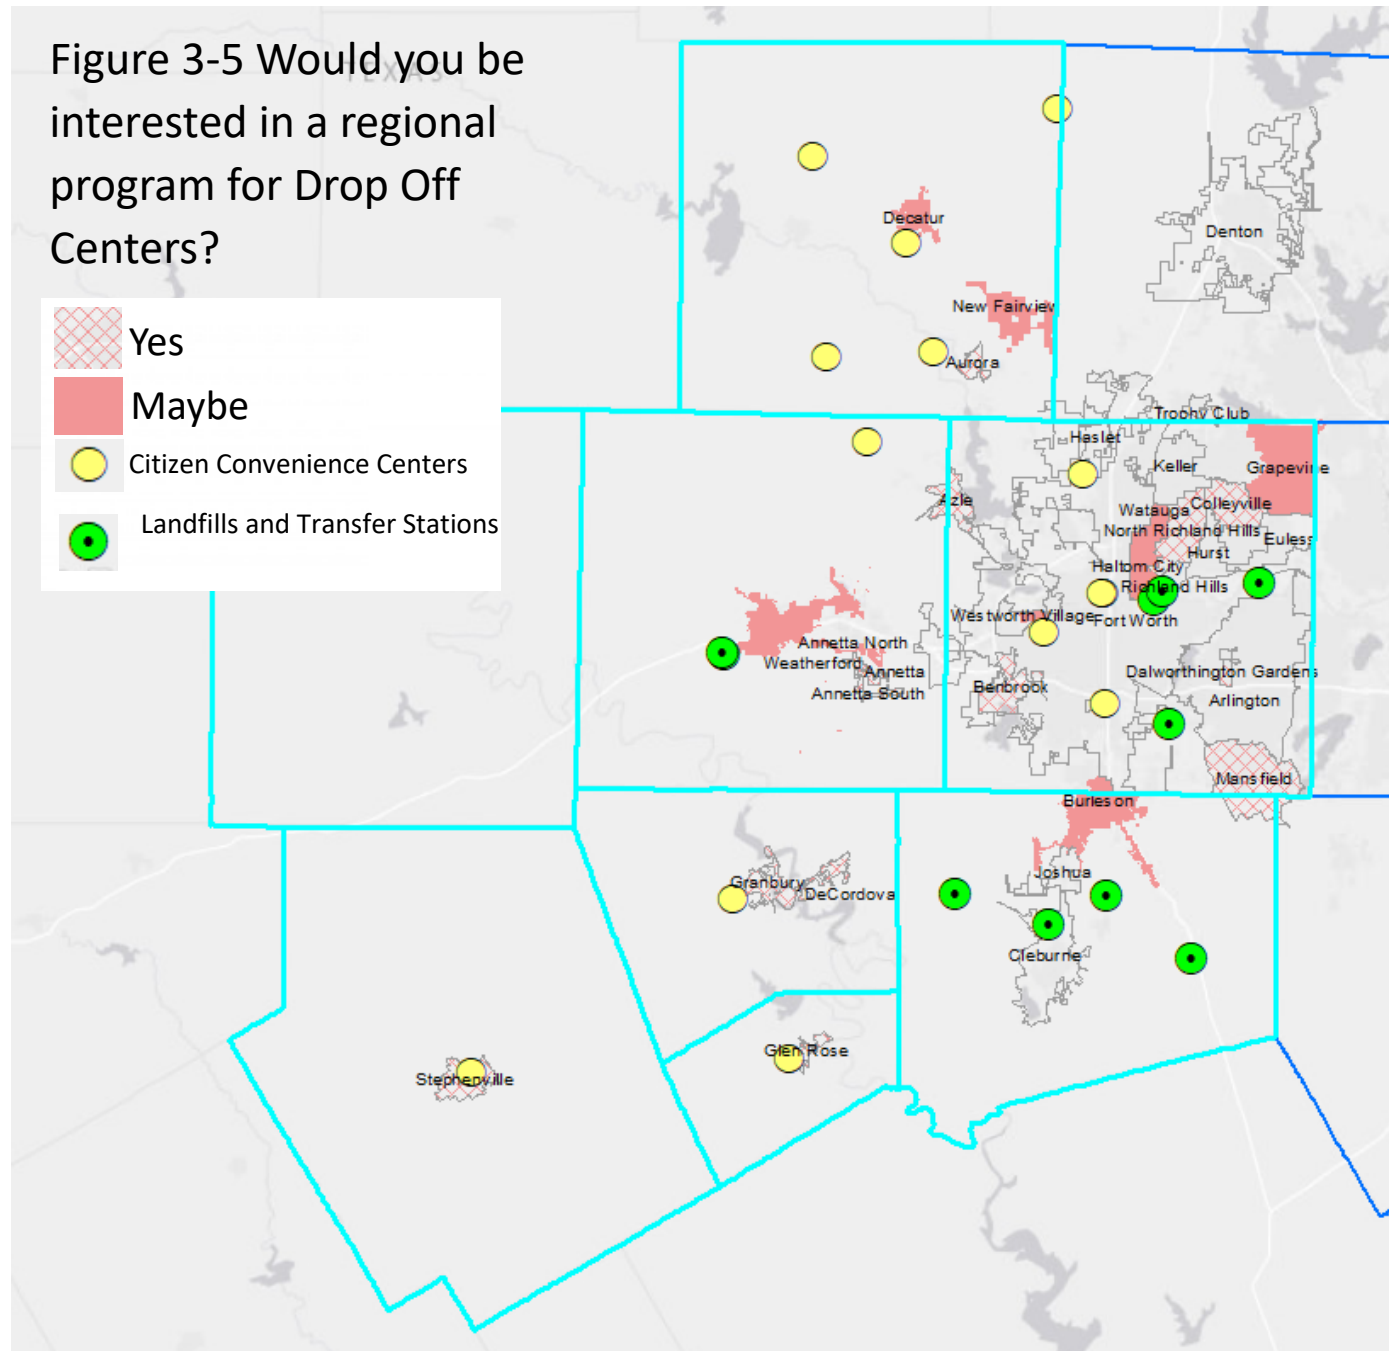 Figure 3-5 Would you be
interested in a regional
program for Drop Off
Centers?
TEXAS
Yes
Maybe
Citizen Convenience Centers
Landfills and Transfer Stations
Decatur
Denton
New Fairview
Aurora
Trophy Club
Haslet
Keller
Grapevine
Azle
Colleyville
Watauga
North Richland Hills
Euless
Hurst
Haltom City
Richland Hills
Westworth Village
Fort Worth
Annetta North
Weatherford
Annetta
Annetta South
Dalworthington Gardens
Benbrook
Arlington
Mansfield
Burleson
Joshua
Granbury
DeCordova
Cleburne
Glen Rose
Stephenville